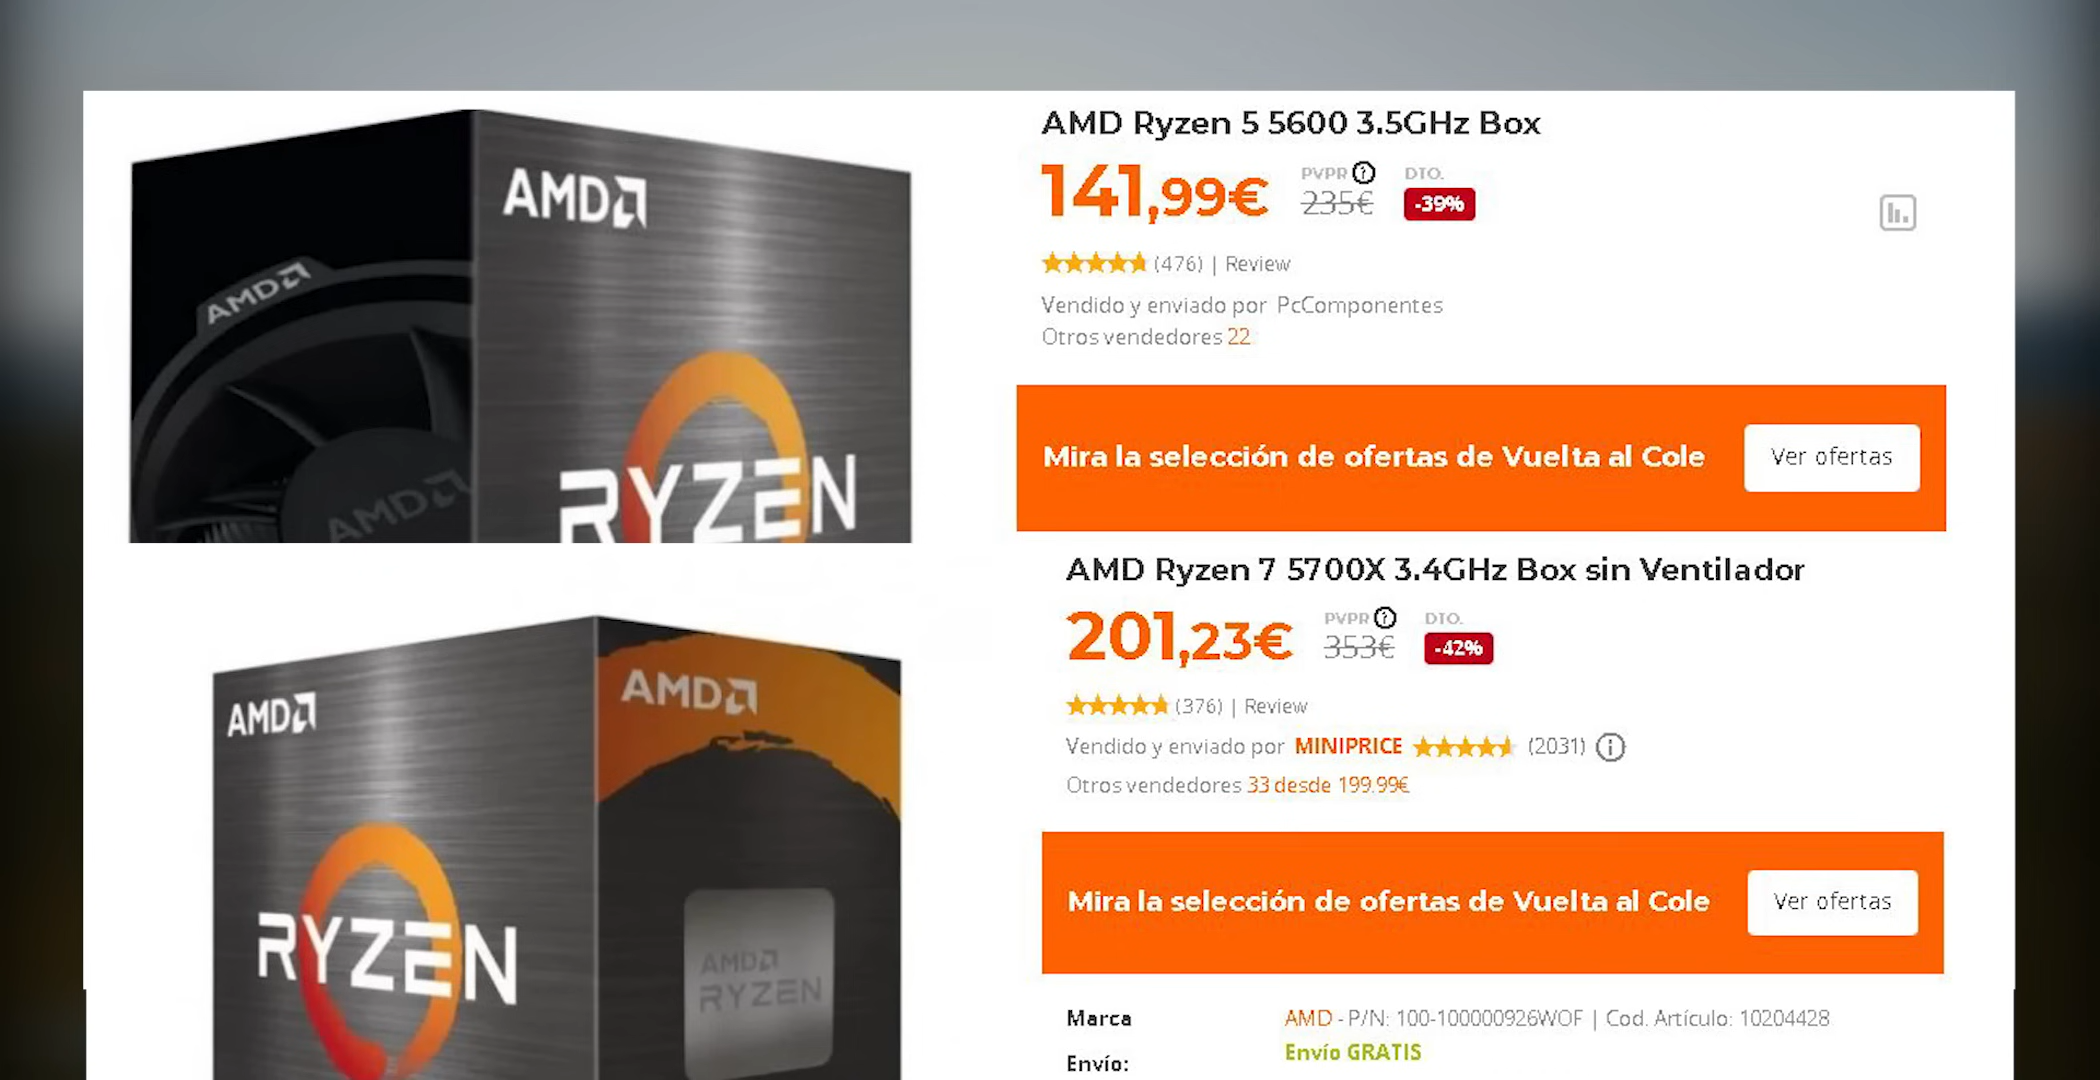 AMD
AMD
AMD
RYZEN
AMD Ryzen 5 5600 3.5GHz Box
141,99€
PVPR ?
235€
DTO.
-39%
(476) | Review
Vendido y enviado por PcComponentes
Otros vendedores 22
Mira la selección de ofertas de Vuelta al Cole
Ver ofertas
AMD
RYZEN
AMD
AMD
RYZEN
AMD Ryzen 7 5700X 3.4GHz Box sin Ventilador
201,23€
PVPR ?
353€
DTO.
-42%
(376) | Review
Vendido y enviado por MINIPRICE (2031) i
Otros vendedores 33 desde 199.99€
Mira la selección de ofertas de Vuelta al Cole
Ver ofertas
Marca AMD - P/N: 100-100000926WOF | Cod. Artículo: 10204428
Envío: Envío GRATIS